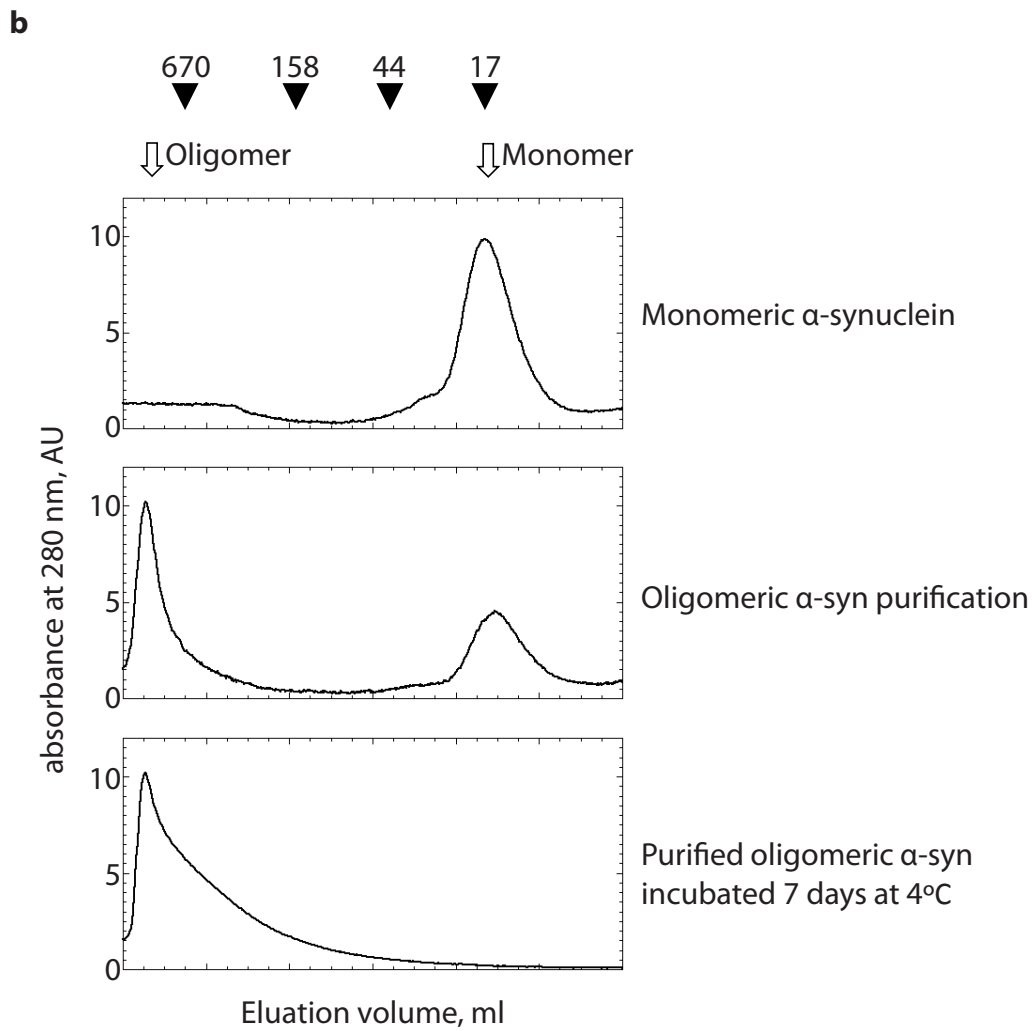 b
670 158 44 17
Oligomer Monomer
10
5
0
Monomeric α-synuclein
absorbance at 280 nm, AU
10
5
0
Oligomeric α-syn purification
10
5
0
Purified oligomeric α-syn
incubated 7 days at 4ºC
Eluation volume, ml